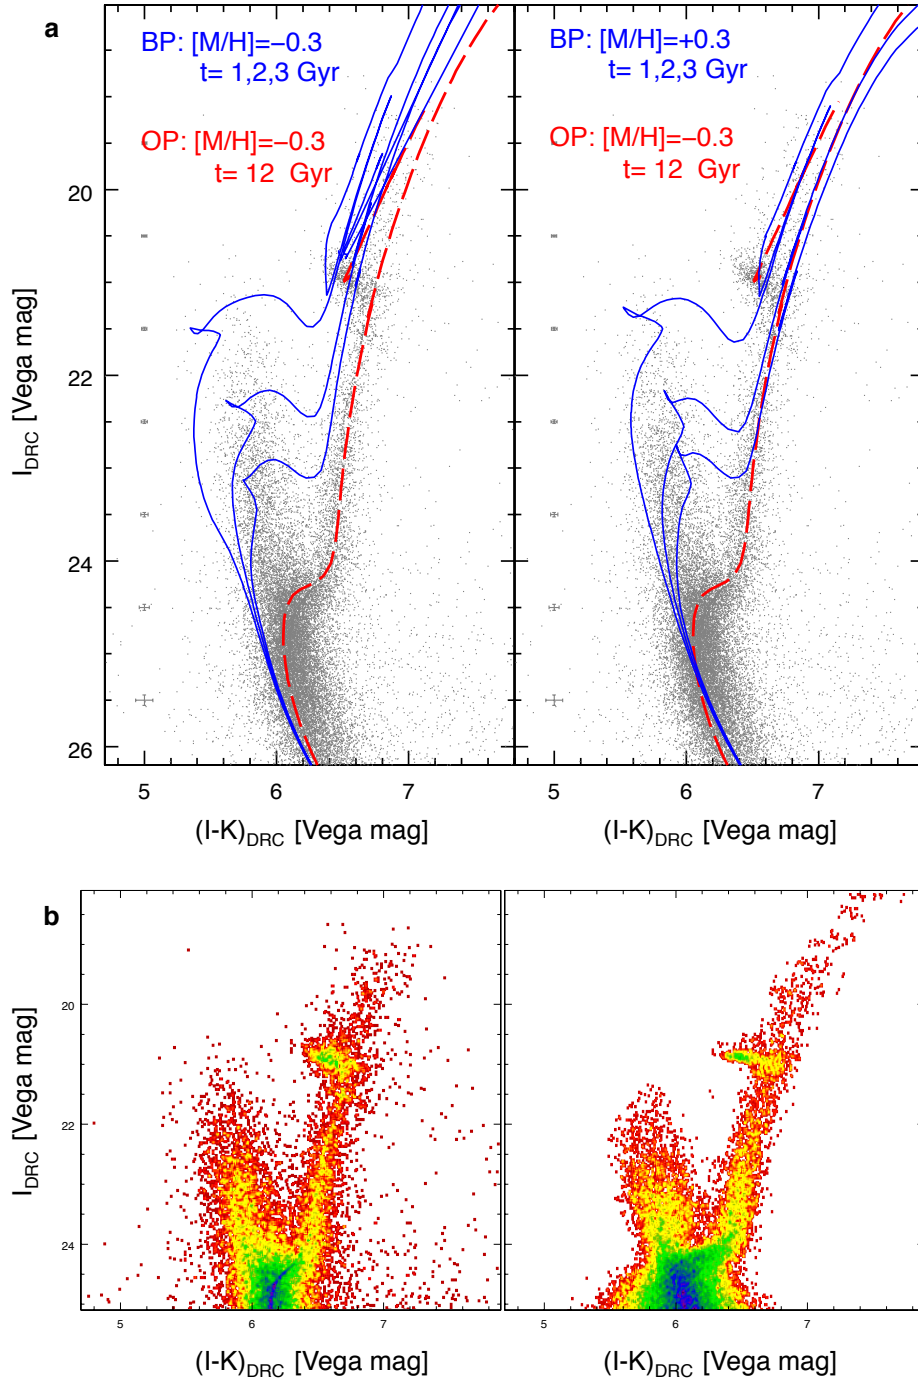 a
BP: [M/H]=−0.3
t= 1,2,3 Gyr
OP: [M/H]=−0.3
t= 12 Gyr
BP: [M/H]=+0.3
t= 1,2,3 Gyr
OP: [M/H]=−0.3
t= 12 Gyr
20
22
24
26
I_DRC [Vega mag]
5 6 7
5 6 7
(I-K)_DRC [Vega mag]
(I-K)_DRC [Vega mag]
b
20
22
24
I_DRC [Vega mag]
5 6 7
5 6 7
(I-K)_DRC [Vega mag]
(I-K)_DRC [Vega mag]